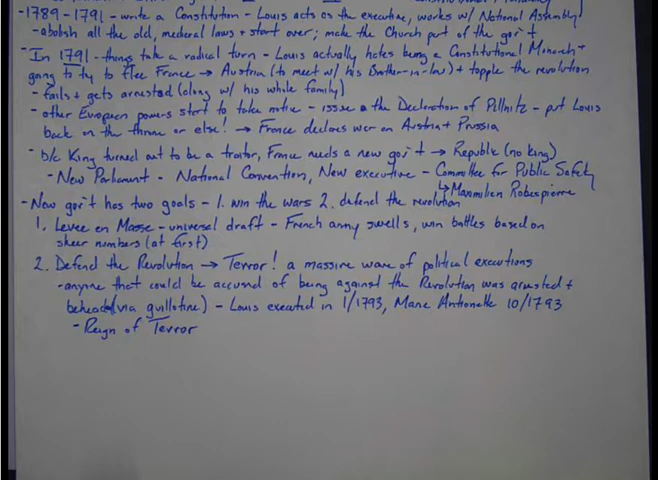 -1789-1791 - write a Constitution - Louis acts as the executive, works w/ National Assembly
-abolish all the old, medieval laws + start over; make the Church part of the gov't
-In 1791 - things take a radical turn - Louis actually hates being a Constitutional Monarch +
going to try to flee France → Austria (to meet w/ his Brother-in-law) + topple the revolution
- fails + gets arrested (along w/ his whole family)
- other European powers start to take notice - issue the Declaration of Pillnitz - put Louis
back on the throne or else! → France declares war on Austria + Prussia
- b/c King turned out to be a traitor, France needs a new gov't → Republic (no king)
- New Parliament - National Convention, New executive - Committee for Public Safety
↳ Maximilien Robespierre
- New gov't has two goals - 1. win the wars 2. defend the revolution
1. Levee en Masse - universal draft - French army swells, win battles based on
sheer numbers (at first)
2. Defend the Revolution → Terror! a massive wave of political executions
-anyone that could be accused of being against the Revolution was arrested +
beheaded (via guillotine) - Louis executed in 1/1793, Marie Antionette 10/1793
- Reign of Terror